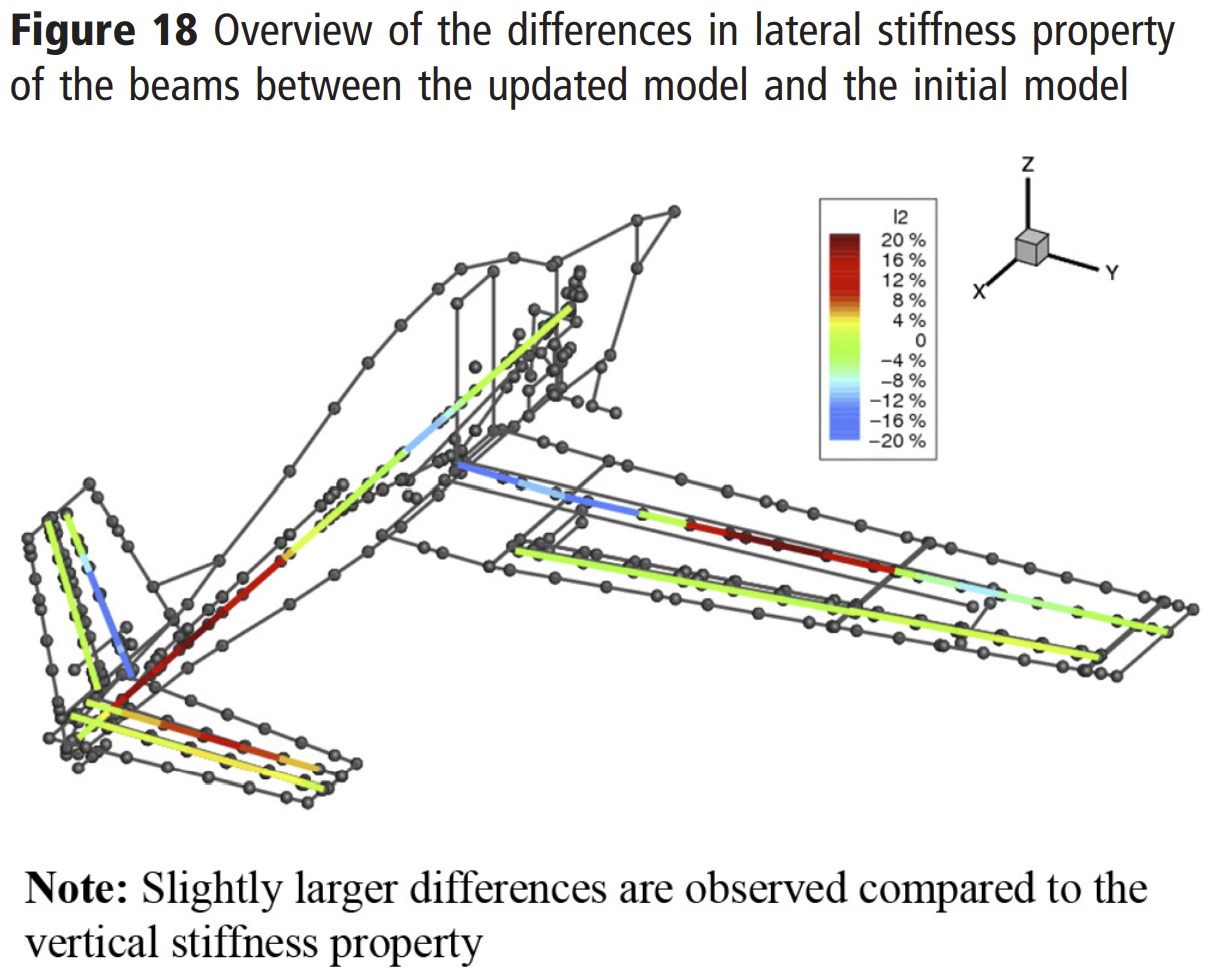 Figure 18 Overview of the differences in lateral stiffness property
of the beams between the updated model and the initial model
Z
Y
X
I2
20 %
16 %
12 %
8 %
4 %
0
−4 %
−8 %
−12 %
−16 %
−20 %
Note: Slightly larger differences are observed compared to the
vertical stiffness property